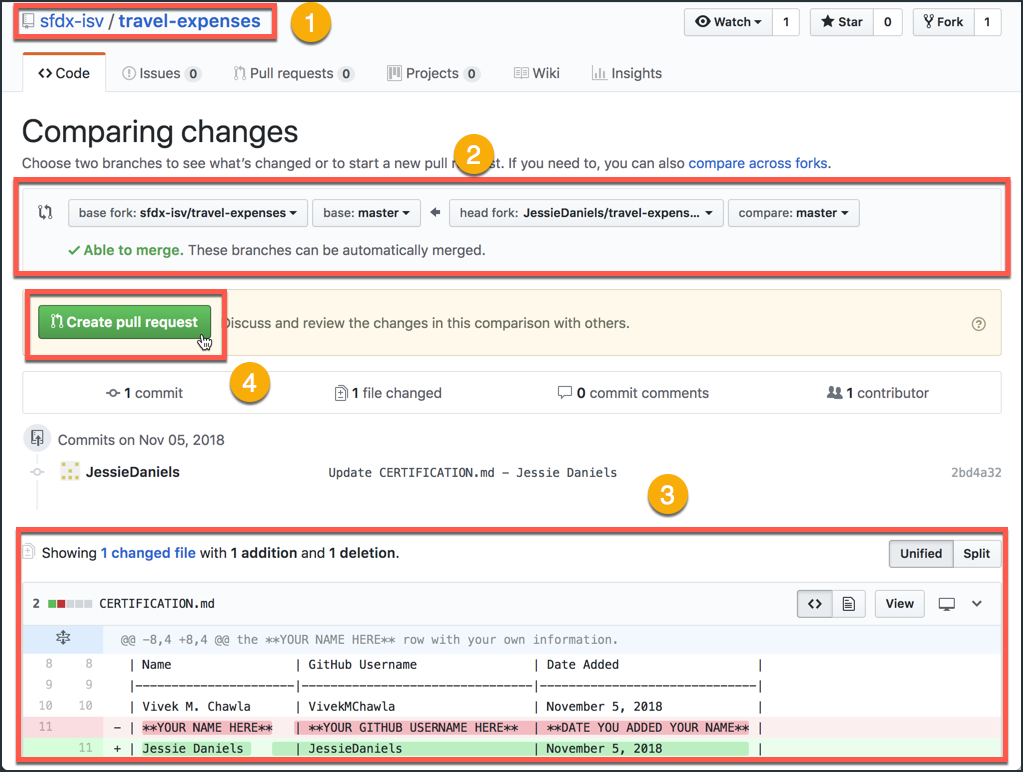 sfdx-isv / travel-expenses
1
Watch 1
Star 0
Fork 1
Code
Issues 0
Pull requests 0
Projects 0
Wiki
Insights
Comparing changes
2
Choose two branches to see what's changed or to start a new pull st. If you need to, you can also compare across forks.
base fork: sfdx-isv/travel-expenses
base: master
head fork: JessieDaniels/travel-expens...
compare: master
Able to merge. These branches can be automatically merged.
Create pull request
Discuss and review the changes in this comparison with others.
?
4
1 commit
1 file changed
0 commit comments
1 contributor
Commits on Nov 05, 2018
JessieDaniels
Update CERTIFICATION.md – Jessie Daniels
2bd4a32
3
Showing 1 changed file with 1 addition and 1 deletion.
Unified
Split
2 CERTIFICATION.md
<>
View
@@ -8,4 +8,4 @@ the **YOUR NAME HERE** row with your own information.
8 8 | Name | GitHub Username | Date Added |
9 9 |---------------------|------------------------------|----------------------------|
10 10 | Vivek M. Chawla | VivekMChawla | November 5, 2018 |
11 - | **YOUR NAME HERE** | **YOUR GITHUB USERNAME HERE** | **DATE YOU ADDED YOUR NAME** |
11 + | Jessie Daniels | JessieDaniels | November 5, 2018 |